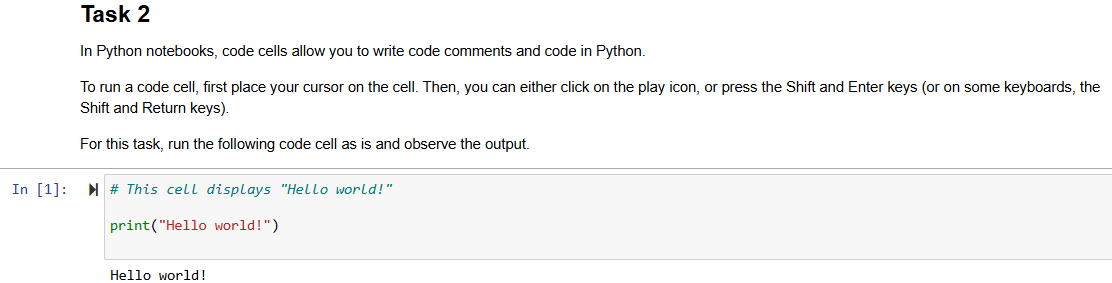 Task 2
In Python notebooks, code cells allow you to write code comments and code in Python.
To run a code cell, first place your cursor on the cell. Then, you can either click on the play icon, or press the Shift and Enter keys (or on some keyboards, the
Shift and Return keys).
For this task, run the following code cell as is and observe the output.
In [1]: # This cell displays "Hello world!"
print("Hello world!")
Hello world!